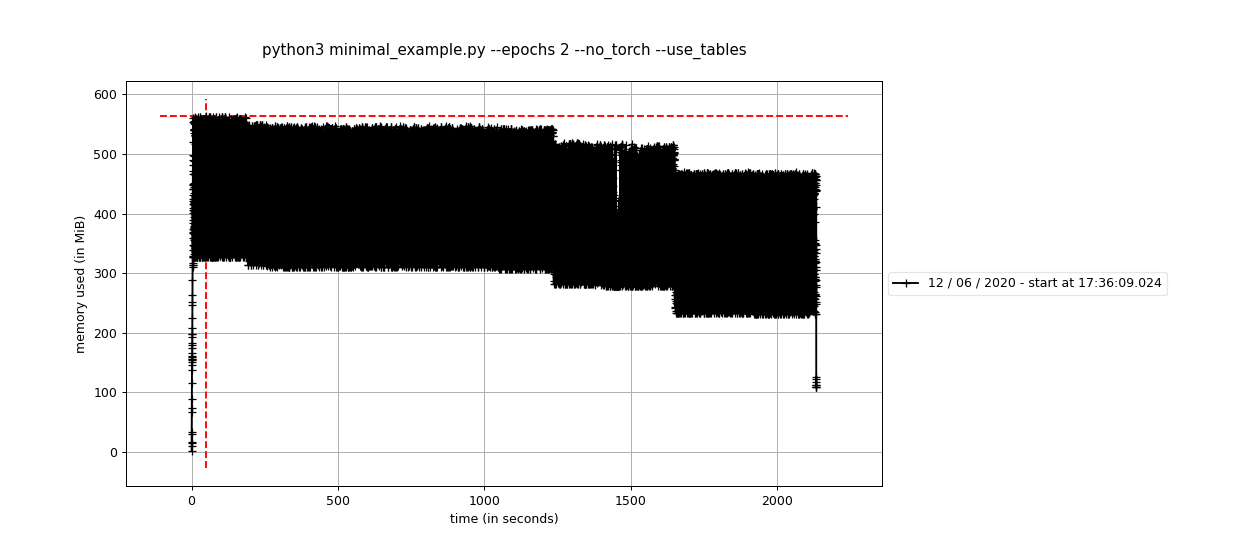 python3 minimal_example.py --epochs 2 --no_torch --use_tables
600
500
400
300
200
100
0
memory used (in MiB)
0 500 1000 1500 2000
time (in seconds)
12 / 06 / 2020 - start at 17:36:09.024